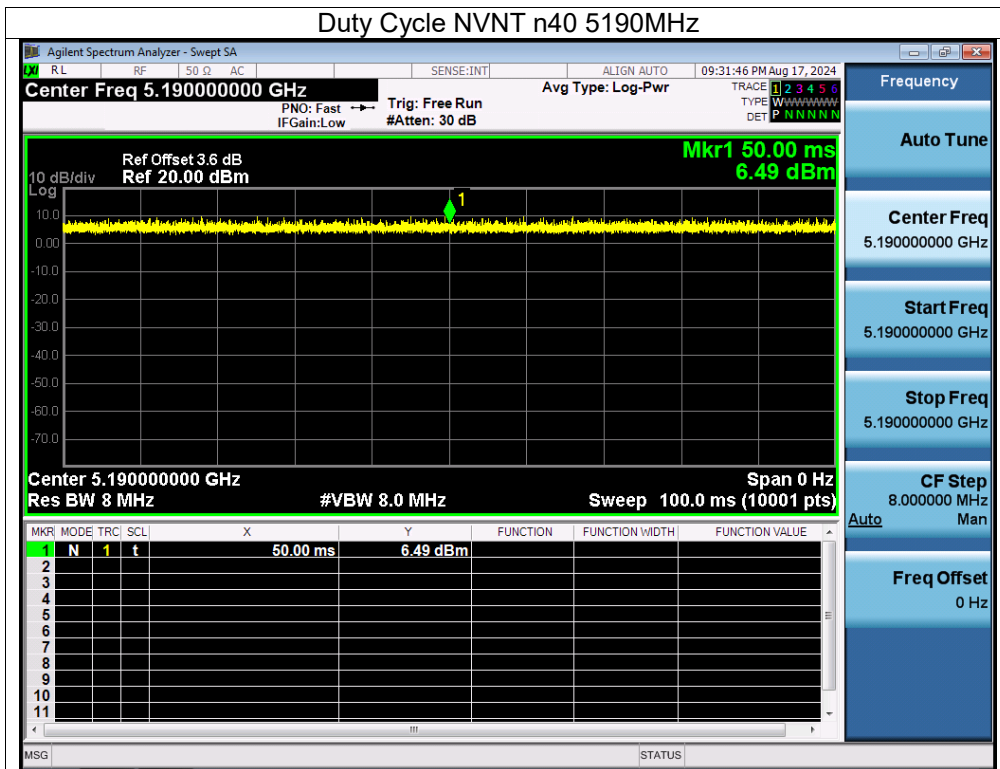 Duty Cycle NVNT n40 5190MHz
Agilent Spectrum Analyzer - Swept SA
LXI RL RF 50 Ω AC SENSE:INT ALIGN AUTO 09:31:46 PM Aug 17, 2024
Center Freq 5.190000000 GHz
PNO: Fast
IFGain:Low
Trig: Free Run
#Atten: 30 dB
Avg Type: Log-Pwr
TRACE 1 2 3 4 5 6
TYPE WWWWWW
DET P N N N N N
Mkr1 50.00 ms
6.49 dBm
Ref Offset 3.6 dB
Ref 20.00 dBm
10 dB/div
Log
10.0
0.00
-10.0
-20.0
-30.0
-40.0
-50.0
-60.0
-70.0
1
Center 5.190000000 GHz Span 0 Hz
Res BW 8 MHz #VBW 8.0 MHz Sweep 100.0 ms (10001 pts)
MKR MODE TRC SCL X Y FUNCTION FUNCTION WIDTH FUNCTION VALUE
1 N 1 t 50.00 ms 6.49 dBm
2
3
4
5
6
7
8
9
10
11
MSG STATUS
Frequency
Auto Tune
Center Freq
5.190000000 GHz
Start Freq
5.190000000 GHz
Stop Freq
5.190000000 GHz
CF Step
8.000000 MHz
Auto Man
Freq Offset
0 Hz